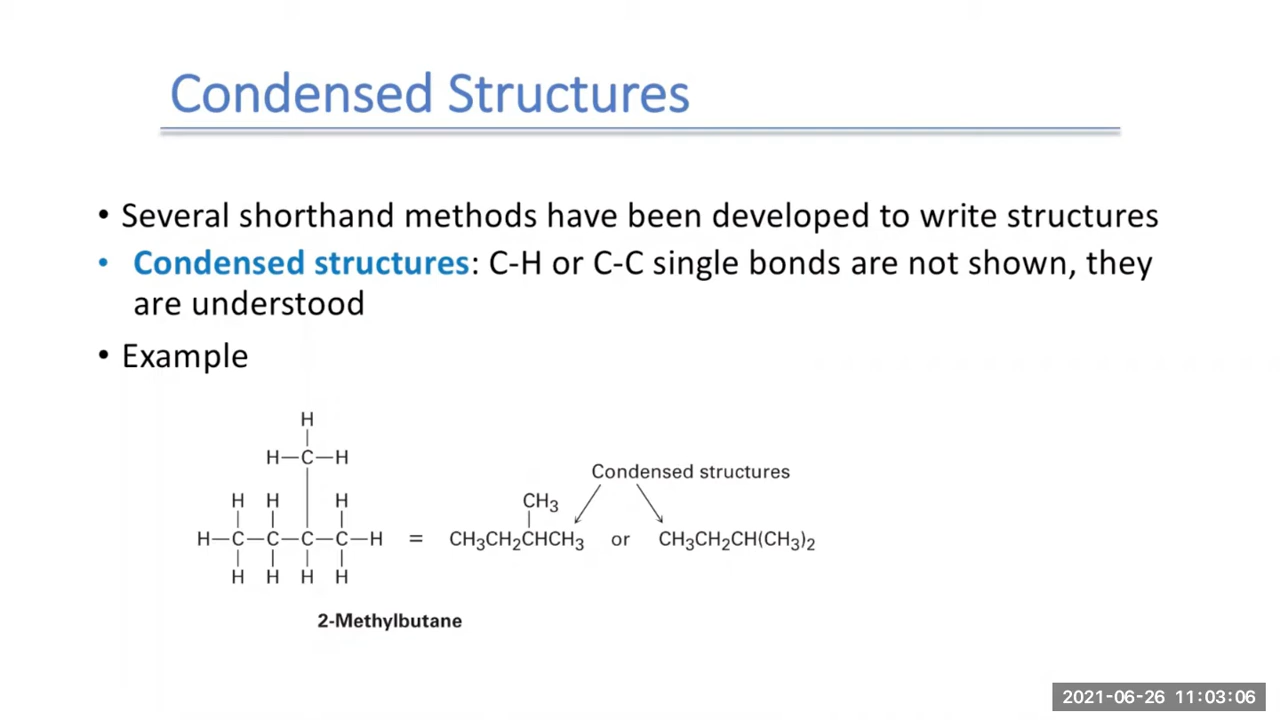 Condensed Structures
• Several shorthand methods have been developed to write structures
• Condensed structures: C-H or C-C single bonds are not shown, they
are understood
• Example
H
H—C—H
H H H
H—C—C—C—C—H
H H H H
=
Condensed structures
CH₃
CH₃CH₂CHCH₃ or CH₃CH₂CH(CH₃)₂
2-Methylbutane
2021-06-26 11:03:06